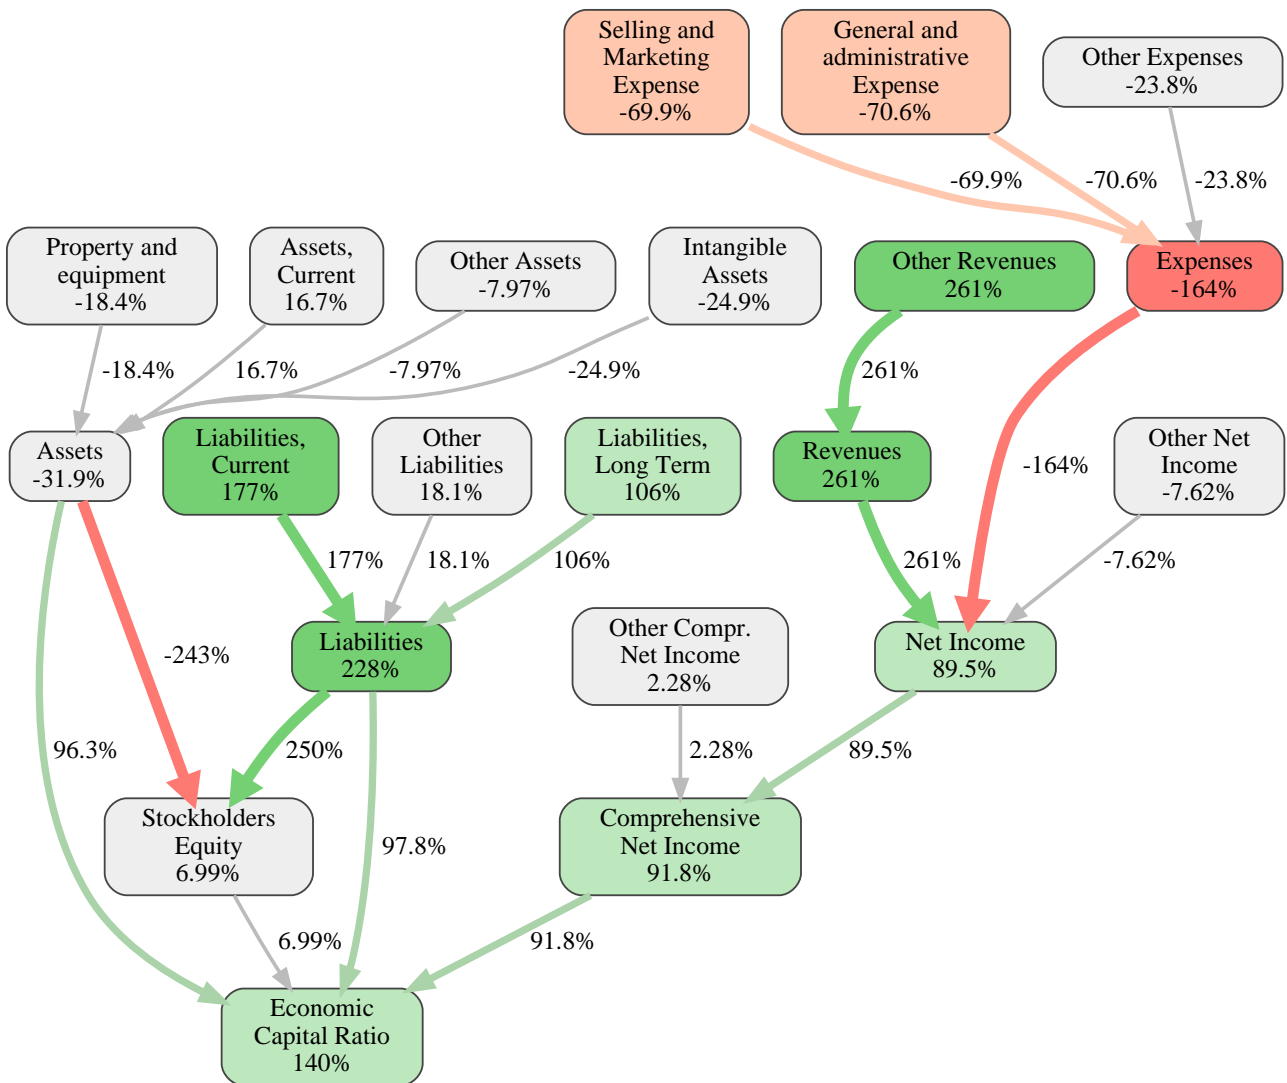 Selling and
Marketing
Expense
-69.9%
General and
administrative
Expense
-70.6%
Other Expenses
-23.8%
-69.9%
-70.6%
-23.8%
Property and
equipment
-18.4%
Assets,
Current
16.7%
Other Assets
-7.97%
Intangible
Assets
-24.9%
Other Revenues
261%
Expenses
-164%
-18.4%
16.7%
-7.97%
-24.9%
261%
Assets
-31.9%
Liabilities,
Current
177%
Other
Liabilities
18.1%
Liabilities,
Long Term
106%
Revenues
261%
-164%
Other Net
Income
-7.62%
177%
18.1%
106%
261%
-7.62%
-243%
Liabilities
228%
Other Compr.
Net Income
2.28%
Net Income
89.5%
96.3%
250%
2.28%
89.5%
Stockholders
Equity
6.99%
97.8%
Comprehensive
Net Income
91.8%
6.99%
91.8%
Economic
Capital Ratio
140%